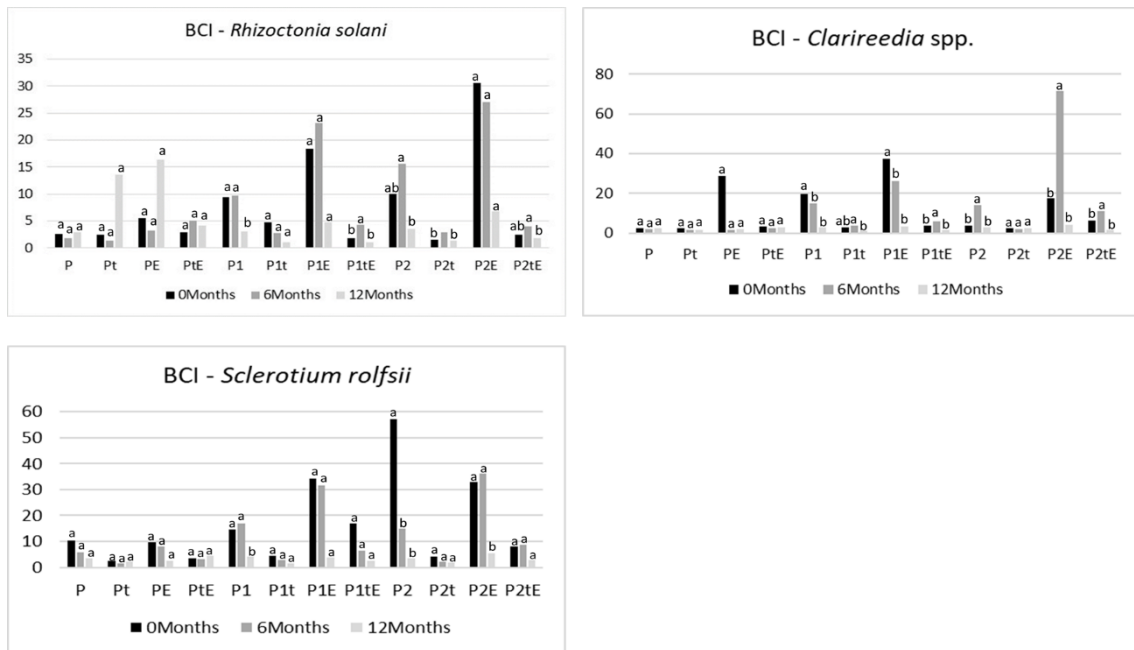 BCI - Rhizoctonia solani
35
30
25
20
15
10
5
0
a a a a a a a a a a a a a a b a a a a a a b a b ab a b a b a a a ab a b
P Pt PE PtE P1 P1t P1E P1tE P2 P2t P2E P2tE
0Months 6Months 12Months
BCI - Clarireedia spp.
80
60
40
20
0
a a a a a a a a a a a a a b b ab a b a b b b a b b a b a a a b a b b a b
P Pt PE PtE P1 P1t P1E P1tE P2 P2t P2E P2tE
0Months 6Months 12Months
BCI - Sclerotium rolfsii
60
50
40
30
20
10
0
a a a a a a a a a a a a a a b a a a a a a a a a a b b a a a a a b a a a
P Pt PE PtE P1 P1t P1E P1tE P2 P2t P2E P2tE
0Months 6Months 12Months